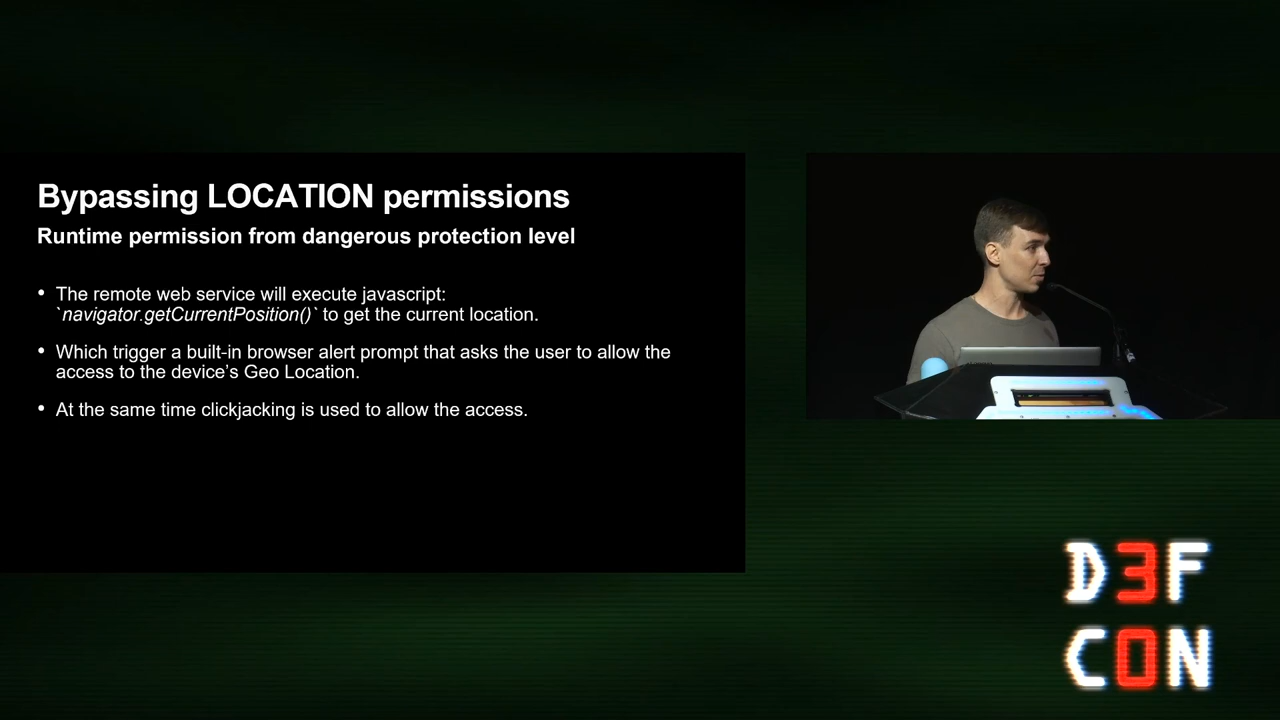 Bypassing LOCATION permissions
Runtime permission from dangerous protection level
• The remote web service will execute javascript:
`navigator.getCurrentPosition()` to get the current location.
• Which trigger a built-in browser alert prompt that asks the user to allow the
access to the device's Geo Location.
• At the same time clickjacking is used to allow the access.
D3F
C0N